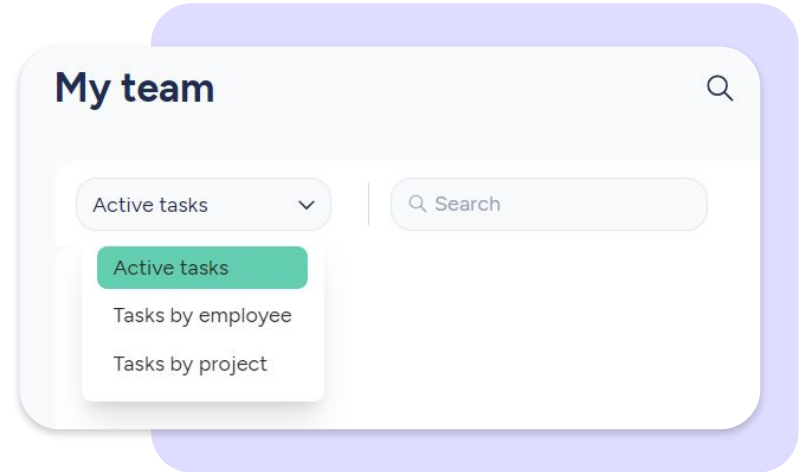 My team
Active tasks
Search
Active tasks
Tasks by employee
Tasks by project